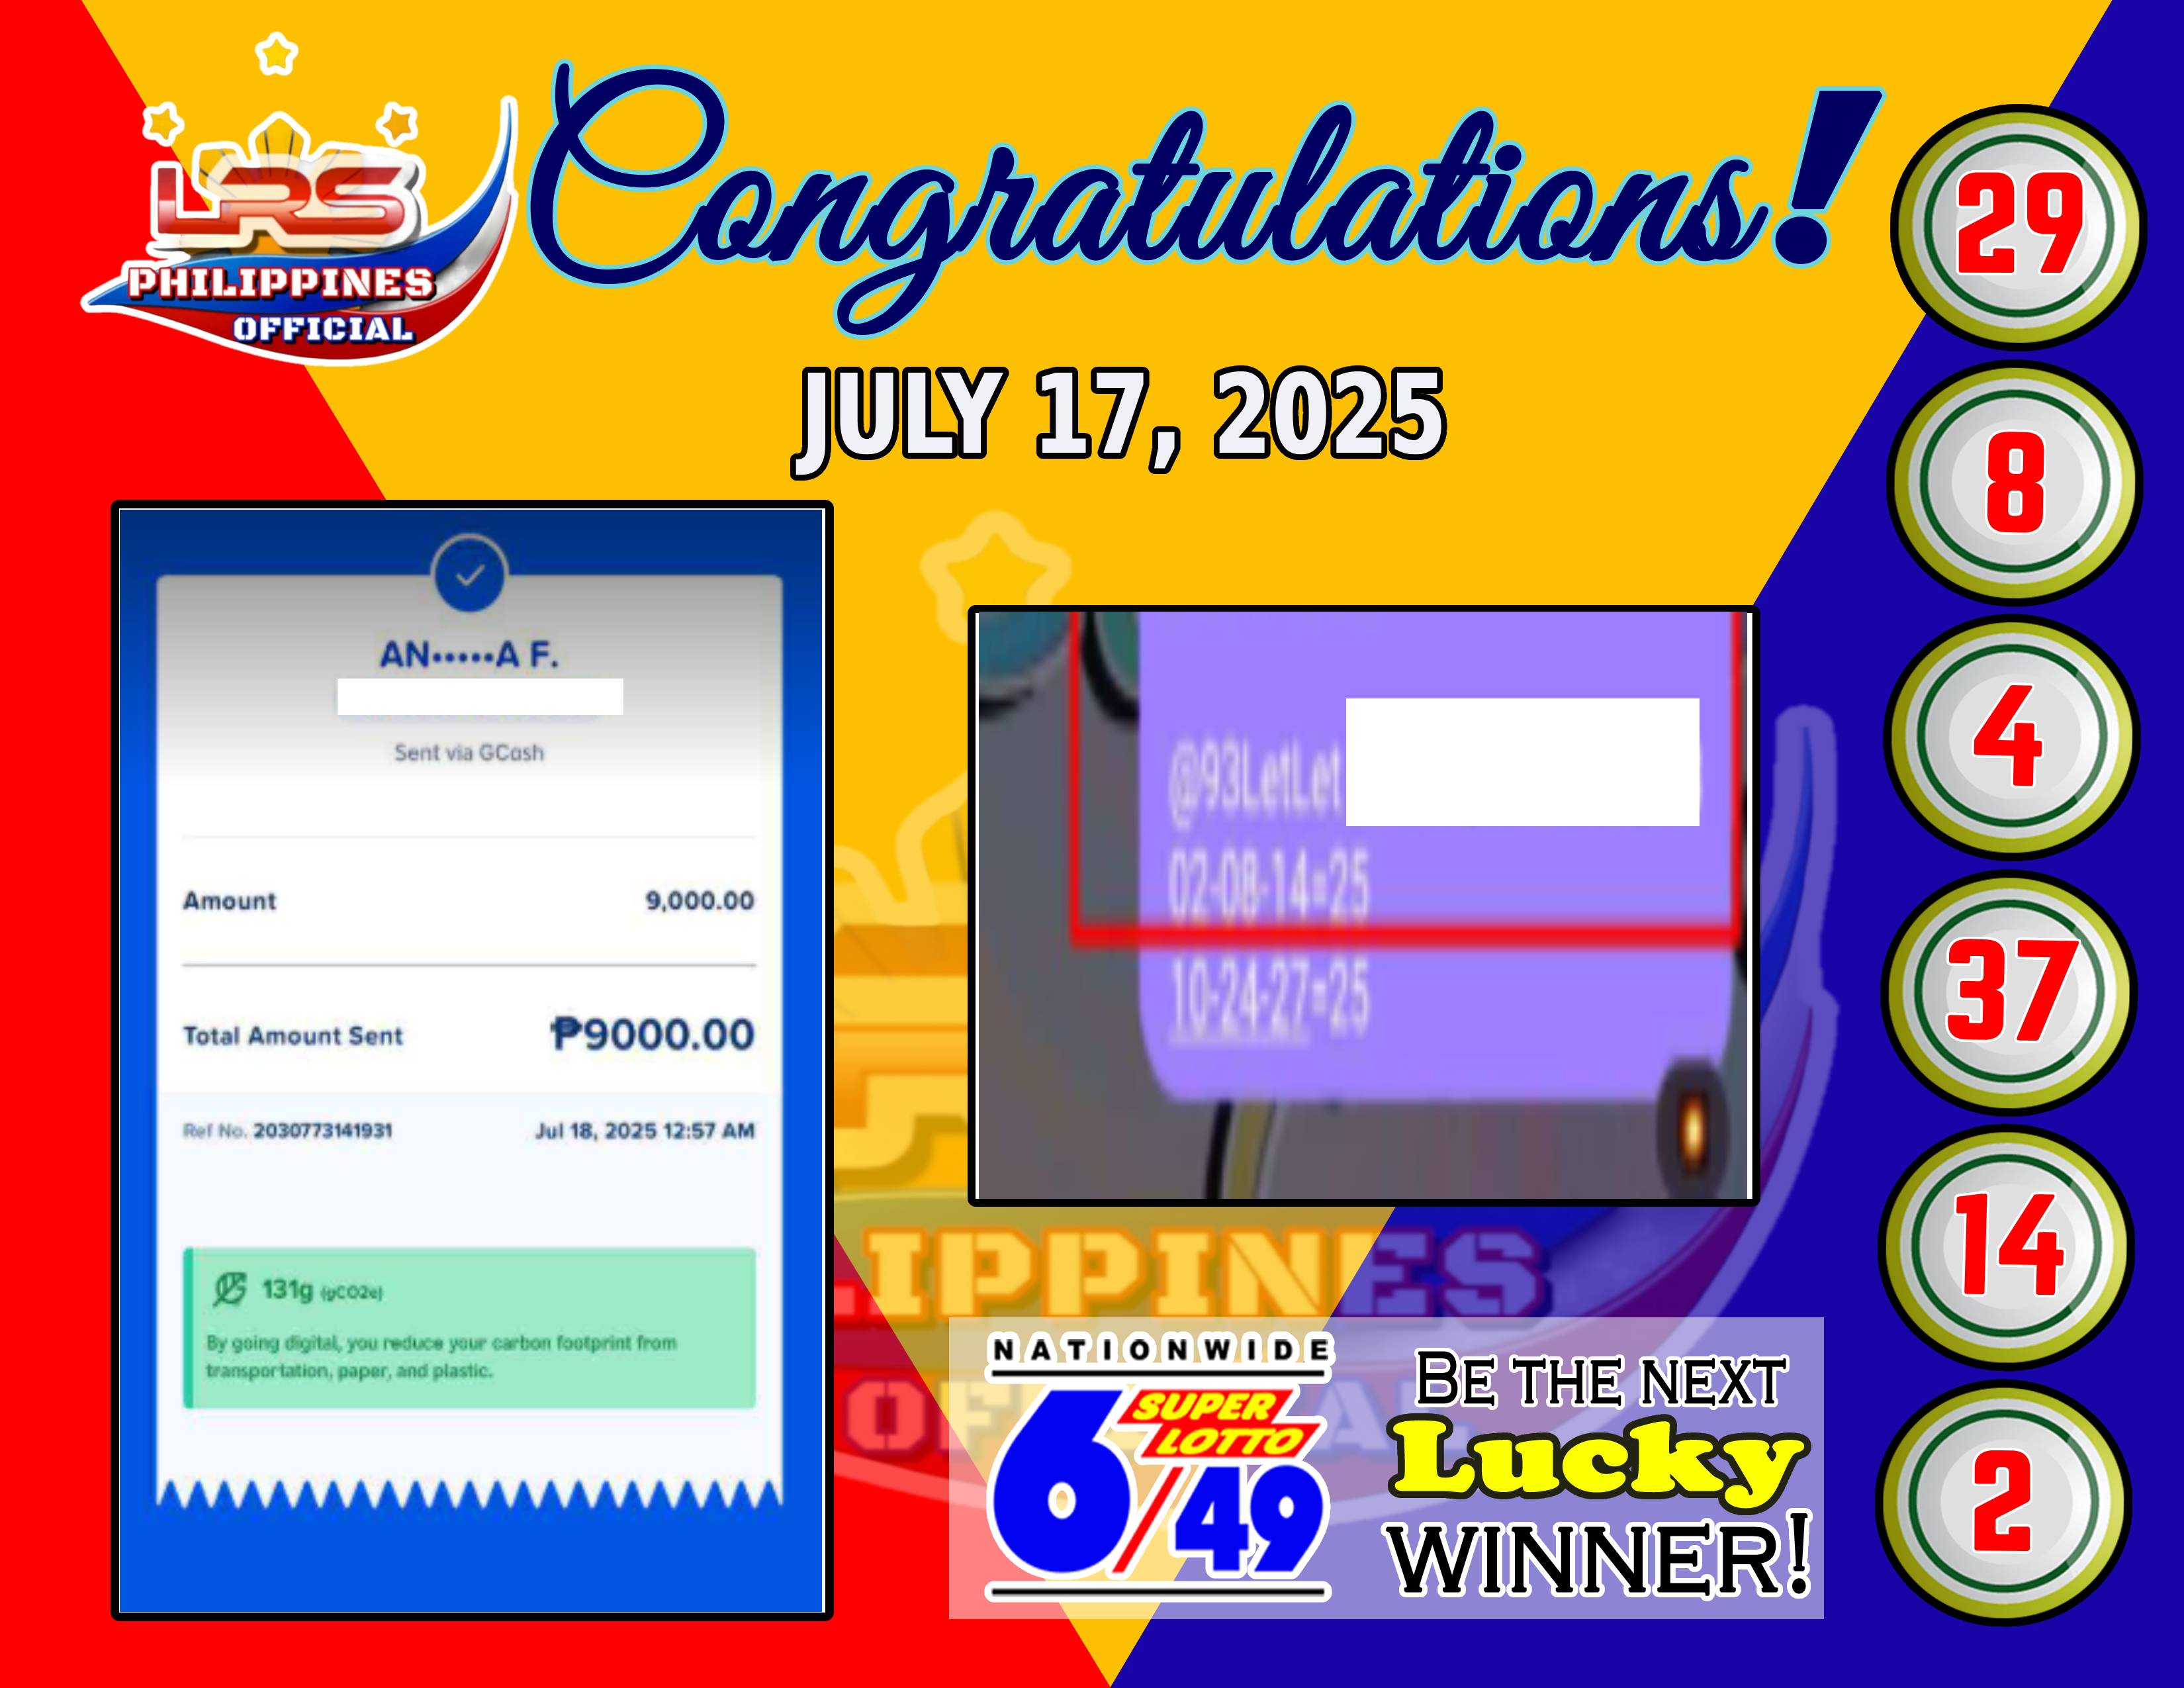 LRS
PHILIPPINES
OFFICIAL
Congratulations!
JULY 17, 2025
AN•••••A F.
Sent via GCash
Amount 9,000.00
Total Amount Sent ₱9000.00
Ref No. 2030773141931 Jul 18, 2025 12:57 AM
131g (gCO2e)
By going digital, you reduce your carbon footprint from
transportation, paper, and plastic.
@93LetLet
02-08-14=25
10-24-27=25
LIPPINES
NATIONWIDE
SUPER
LOTTO
6/49
BE THE NEXT
Lucky
WINNER!
29
8
4
37
14
2